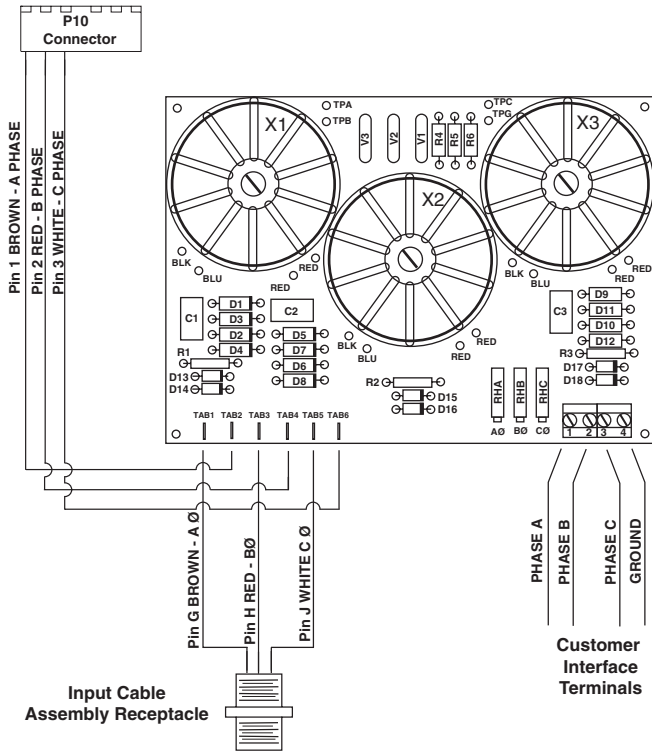 P10
Connector
Pin 1 BROWN - A PHASE
Pin 2 RED - B PHASE
Pin 3 WHITE - C PHASE
X1
TPA
TPB
V3
V2
V1
R4
R5
R6
TPC
TPG
X3
X2
BLK
BLU
RED
RED
BLK
BLU
RED
RED
BLK
BLU
RED
RED
C1
D1
D3
D2
D4
C2
D5
D7
D6
D8
R1
D13
D14
R2
D15
D16
C3
D9
D11
D10
D12
R3
D17
D18
RHA
RHB
RHC
AØ
BØ
CØ
TAB1
TAB2
TAB3
TAB4
TAB5
TAB6
1
2
3
4
Pin G BROWN - A Ø
Pin H RED - BØ
Pin J WHITE C Ø
PHASE A
PHASE B
PHASE C
GROUND
Customer
Interface
Terminals
Input Cable
Assembly Receptacle